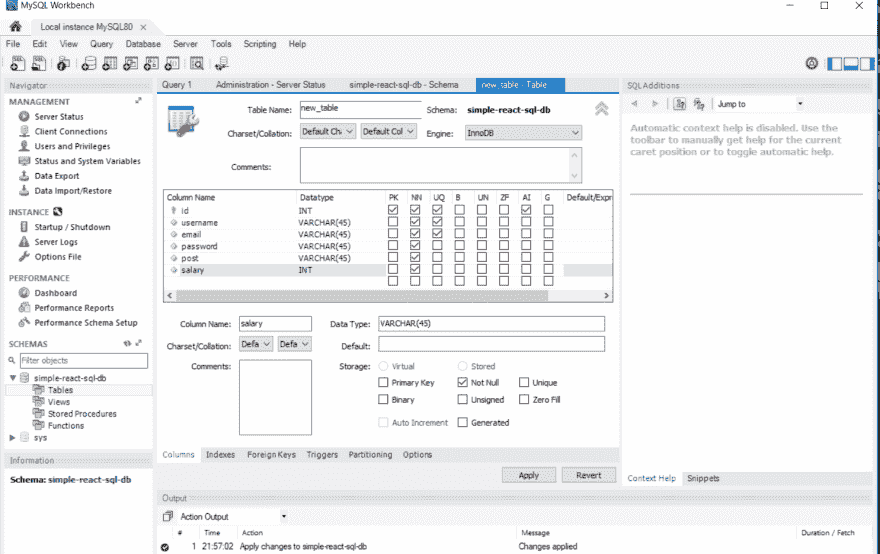 MySQL Workbench
Local instance MySQL80
File Edit View Query Database Server Tools Scripting Help
Navigator
MANAGEMENT
Server Status
Client Connections
Users and Privileges
Status and System Variables
Data Export
Data Import/Restore
INSTANCE
Startup / Shutdown
Server Logs
Options File
PERFORMANCE
Dashboard
Performance Reports
Performance Schema Setup
SCHEMAS
Filter objects
simple-react-sql-db
Tables
Views
Stored Procedures
Functions
sys
Information
Schema: simple-react-sql-db
Query 1 Administration - Server Status simple-react-sql-db - Schema new_table - Table
Table Name: new_table Schema: simple-react-sql-db
Charset/Collation: Default Ch Default Col Engine: InnoDB
Comments:
Column Name Datatype PK NN UQ B UN ZF AI G Default/Expr
id INT
username VARCHAR(45)
email VARCHAR(45)
password VARCHAR(45)
post VARCHAR(45)
salary INT
Column Name: salary Data Type: VARCHAR(45)
Charset/Collation: Defa Defa Default:
Comments: Storage: Virtual Stored
Primary Key Not Null Unique
Binary Unsigned Zero Fill
Auto Increment Generated
Columns Indexes Foreign Keys Triggers Partitioning Options
Apply Revert
Output
Action Output
# Time Action Message Duration / Fetch
1 21:57:02 Apply changes to simple-react-sql-db Changes applied
SQLAdditions
Jump to
Automatic context help is disabled. Use the
toolbar to manually get help for the current
caret position or to toggle automatic help.
Context Help Snippets